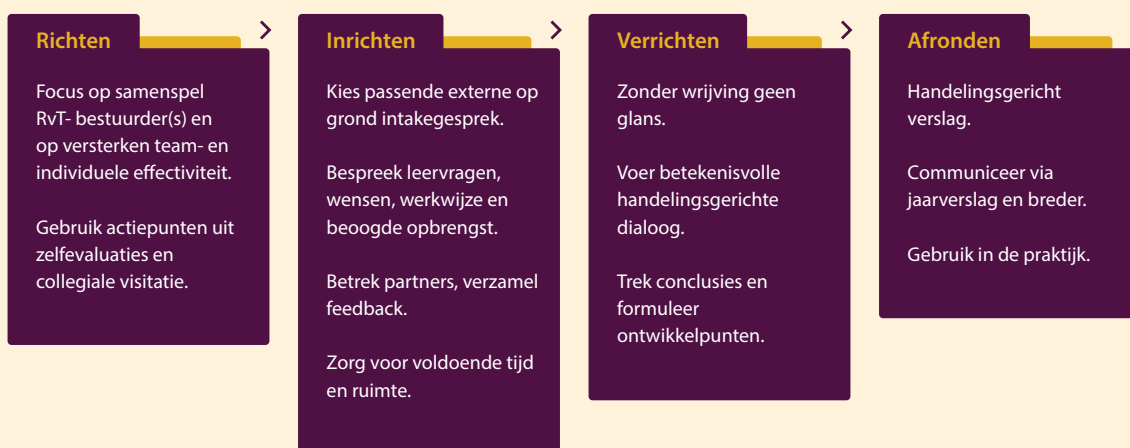 Richten
Focus op samenspel
RvT- bestuurder(s) en
op versterken team- en
individuele effectiviteit.
Gebruik actiepunten uit
zelfevaluaties en
collegiale visitatie.
Inrichten
Kies passende externe op
grond intakegesprek.
Bespreek leervragen,
wensen, werkwijze en
beoogde opbrengst.
Betrek partners, verzamel
feedback.
Zorg voor voldoende tijd
en ruimte.
Verrichten
Zonder wrijving geen
glans.
Voer betekenisvolle
handelingsgerichte
dialoog.
Trek conclusies en
formuleer
ontwikkelpunten.
Afronden
Handelingsgericht
verslag.
Communiceer via
jaarverslag en breder.
Gebruik in de praktijk.